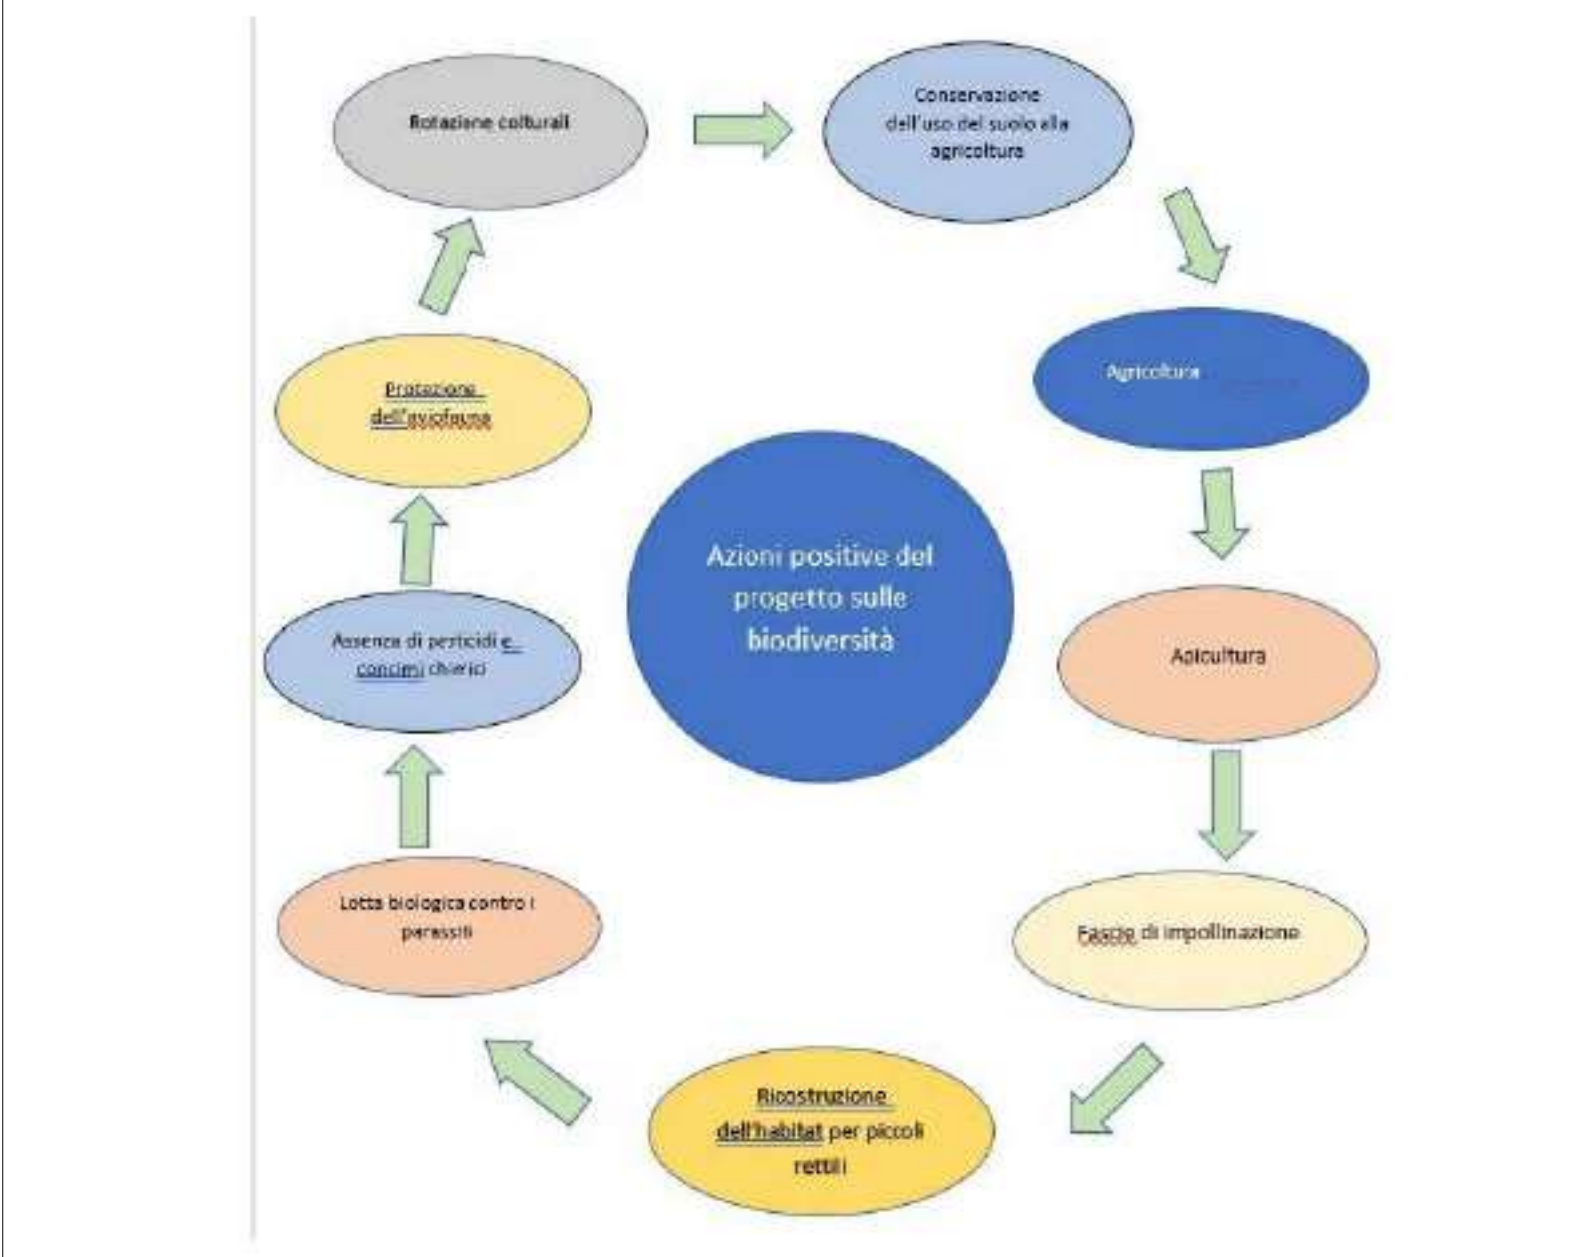 Rotazione colturali
Conservazione
dell'uso del suolo alla
agricoltura
Agricoltura
Apicultura
Fascie di impollinazione
Ricostruzione
dell'habitat per piccoli
rettili
Lotta biologica contro i
parassiti
Assenza di pesticidi e
concimi chimici
Protezione
dell'aviofauna
Azioni positive del
progetto sulle
biodiversità